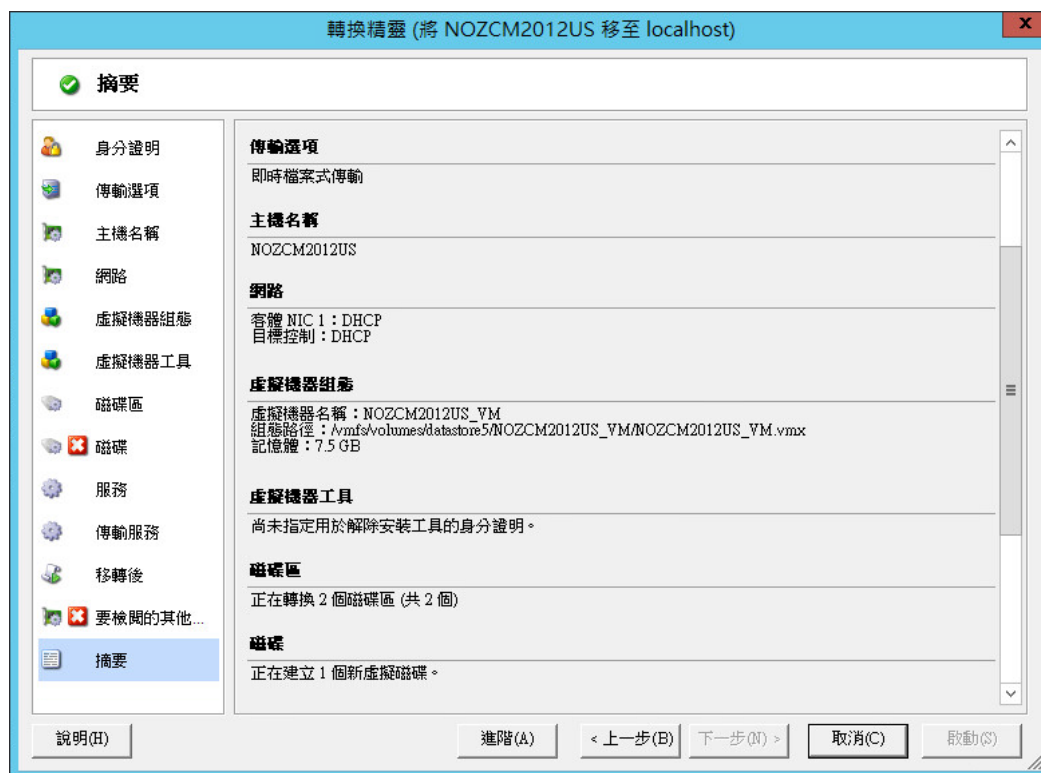 轉換精靈 (將 NOZCM2012US 移至 localhost)
x
摘要
身分證明
傳輸選項
主機名稱
網路
虛擬機器組態
虛擬機器工具
磁碟區
磁碟
服務
傳輸服務
移轉後
要檢閱的其他...
摘要
傳輸選項
即時檔案式傳輸
主機名稱
NOZCM2012US
網路
客體 NIC 1：DHCP
目標控制：DHCP
虛擬機器組態
虛擬機器名稱：NOZCM2012US_VM
組態路徑：/vmfs/volumes/datastore5/NOZCM2012US_VM/NOZCM2012US_VM.vmx
記憶體：7.5 GB
虛擬機器工具
尚未指定用於解除安裝工具的身分證明。
磁碟區
正在轉換 2 個磁碟區 (共 2 個)
磁碟
正在建立 1 個新虛擬磁碟。
說明(H)
進階(A)
< 上一步(B)
下一步(N) >
取消(C)
啟動(S)